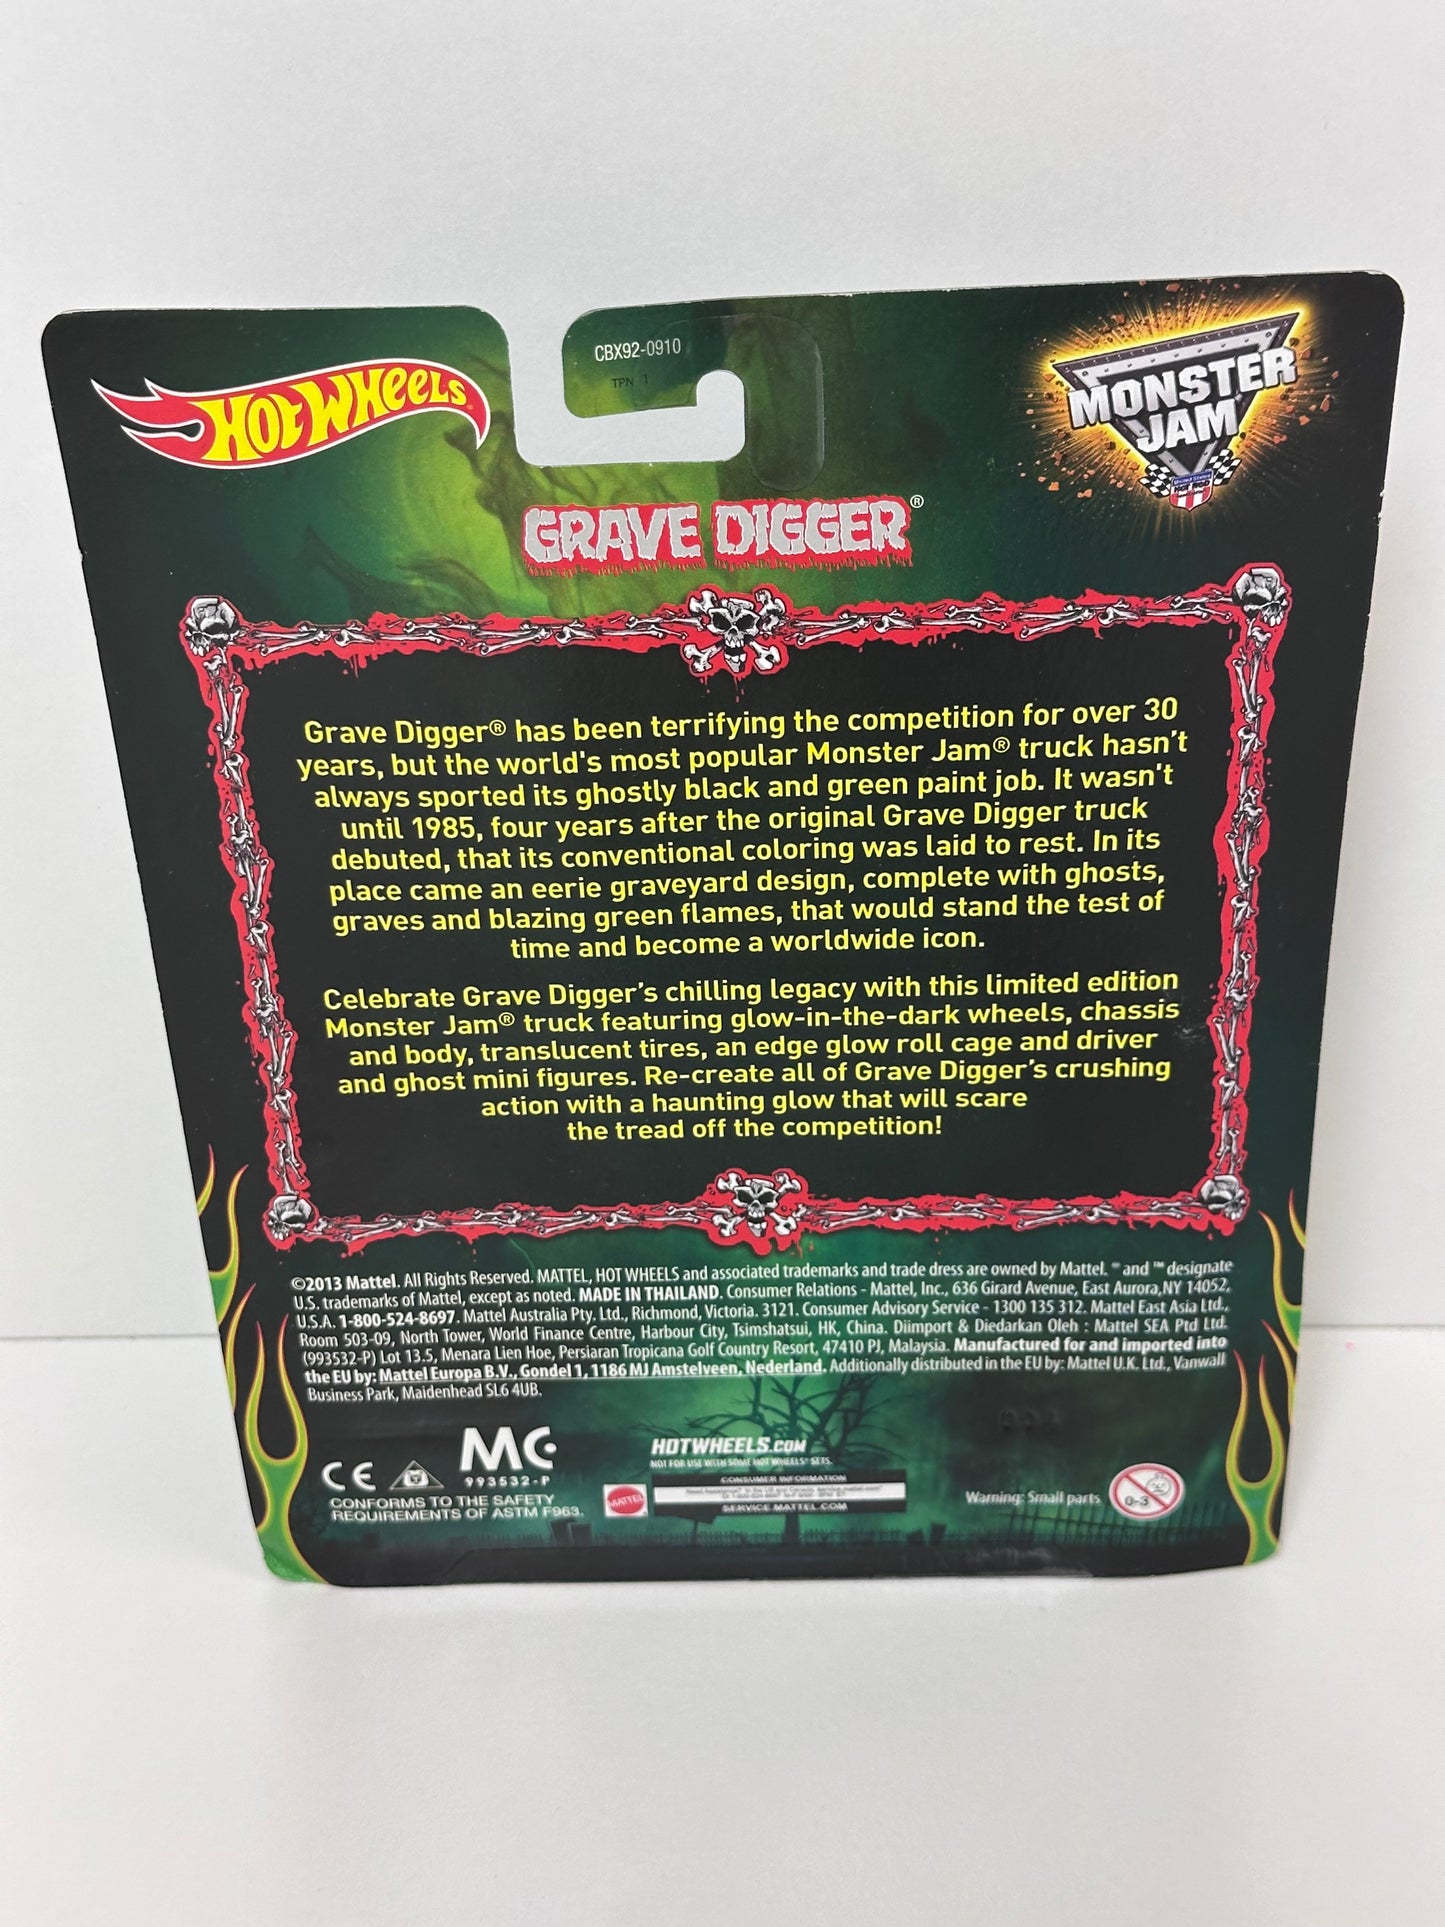 CBX92-0910
TPN 1
HOT WHEELS
MONSTER
JAM
GRAVE DIGGER®
Grave Digger® has been terrifying the competition for over 30
years, but the world's most popular Monster Jam® truck hasn't
always sported its ghostly black and green paint job. It wasn't
until 1985, four years after the original Grave Digger truck
debuted, that its conventional coloring was laid to rest. In its
place came an eerie graveyard design, complete with ghosts,
graves and blazing green flames, that would stand the test of
time and become a worldwide icon.
Celebrate Grave Digger's chilling legacy with this limited edition
Monster Jam® truck featuring glow-in-the-dark wheels, chassis
and body, translucent tires, an edge glow roll cage and driver
and ghost mini figures. Re-create all of Grave Digger's crushing
action with a haunting glow that will scare
the tread off the competition!
©2013 Mattel. All Rights Reserved. MATTEL, HOT WHEELS and associated trademarks and trade dress are owned by Mattel. ® and ™ designate
U.S. trademarks of Mattel, except as noted. MADE IN THAILAND. Consumer Relations - Mattel, Inc., 636 Girard Avenue, East Aurora, NY 14052,
U.S.A. 1-800-524-8697. Mattel Australia Pty. Ltd., Richmond, Victoria. 3121. Consumer Advisory Service - 1300 135 312. Mattel East Asia Ltd.,
Room 503-09, North Tower, World Finance Centre, Harbour City, Tsimshatsui, HK, China. Diimport & Diedarkan Oleh : Mattel SEA Ptd Ltd.
(993532-P) Lot 13.5, Menara Lien Hoe, Persiaran Tropicana Golf Country Resort, 47410 PJ, Malaysia. Manufactured for and imported into
the EU by: Mattel Europa B.V., Gondel 1, 1186 MJ Amstelveen, Nederland. Additionally distributed in the EU by: Mattel U.K. Ltd., Vanwall
Business Park, Maidenhead SL6 4UB.
CE
MC
993532-P
CONFORMS TO THE SAFETY
REQUIREMENTS OF ASTM F963.
HOTWHEELS.COM
NOT FOR USE WITH SOME HOT WHEELS® SETS.
MATTEL
CONSUMER INFORMATION
SERVICE.MATTEL.COM
Warning: Small parts
0-3